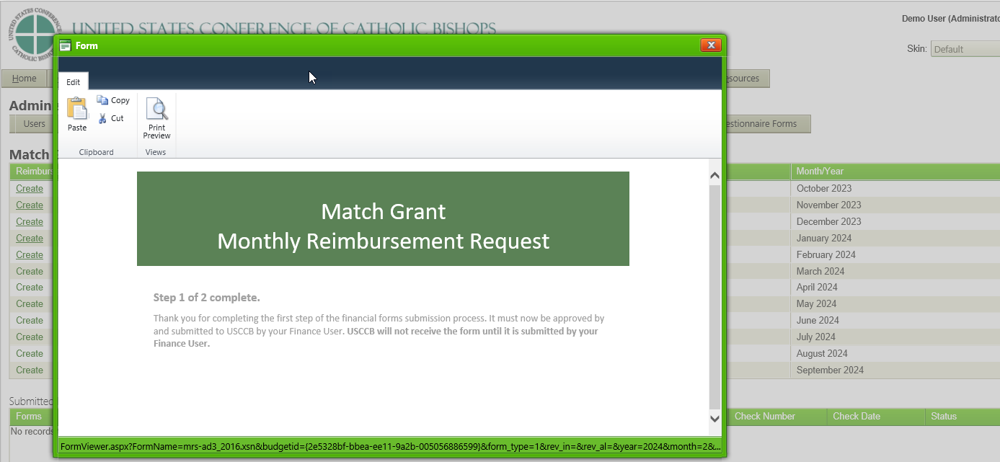 UNITED STATES CONFERENCE OF CATHOLIC BISHOPS
Demo User (Administrato
Skin: Default
Home
esources
Form
X
Edit
Paste
Copy
Cut
Clipboard
Print
Preview
Views
Admini
Users
estionnaire Forms
Match
Reimburs
Month/Year
Create
October 2023
Create
November 2023
Create
December 2023
Create
January 2024
Create
February 2024
Create
March 2024
Create
April 2024
Create
May 2024
Create
June 2024
Create
July 2024
Create
August 2024
Create
September 2024
Match Grant
Monthly Reimbursement Request
Step 1 of 2 complete.
Thank you for completing the first step of the financial forms submission process. It must now be approved by
and submitted to USCCB by your Finance User. USCCB will not receive the form until it is submitted by your
Finance User.
Submitted
Forms
Check Number
Check Date
Status
No records
FormViewer.aspx?FormName=mrs-ad3_2016.xsn&budgetid={2e5328bf-bbea-ee11-9a2b-005056886599}&form_type=1&rev_in=&rev_al=&year=2024&month=2&...